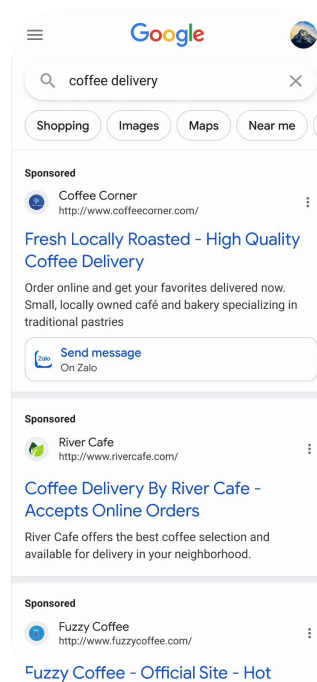 Google
coffee delivery
Shopping
Images
Maps
Near me
Sponsored
Coffee Corner
http://www.coffeecorner.com/
Fresh Locally Roasted - High Quality
Coffee Delivery
Order online and get your favorites delivered now.
Small, locally owned café and bakery specializing in
traditional pastries
Zalo
Send message
On Zalo
Sponsored
River Cafe
http://www.rivercafe.com/
Coffee Delivery By River Cafe -
Accepts Online Orders
River Cafe offers the best coffee selection and
available for delivery in your neighborhood.
Sponsored
Fuzzy Coffee
http://www.fuzzycoffee.com/
Fuzzy Coffee - Official Site - Hot